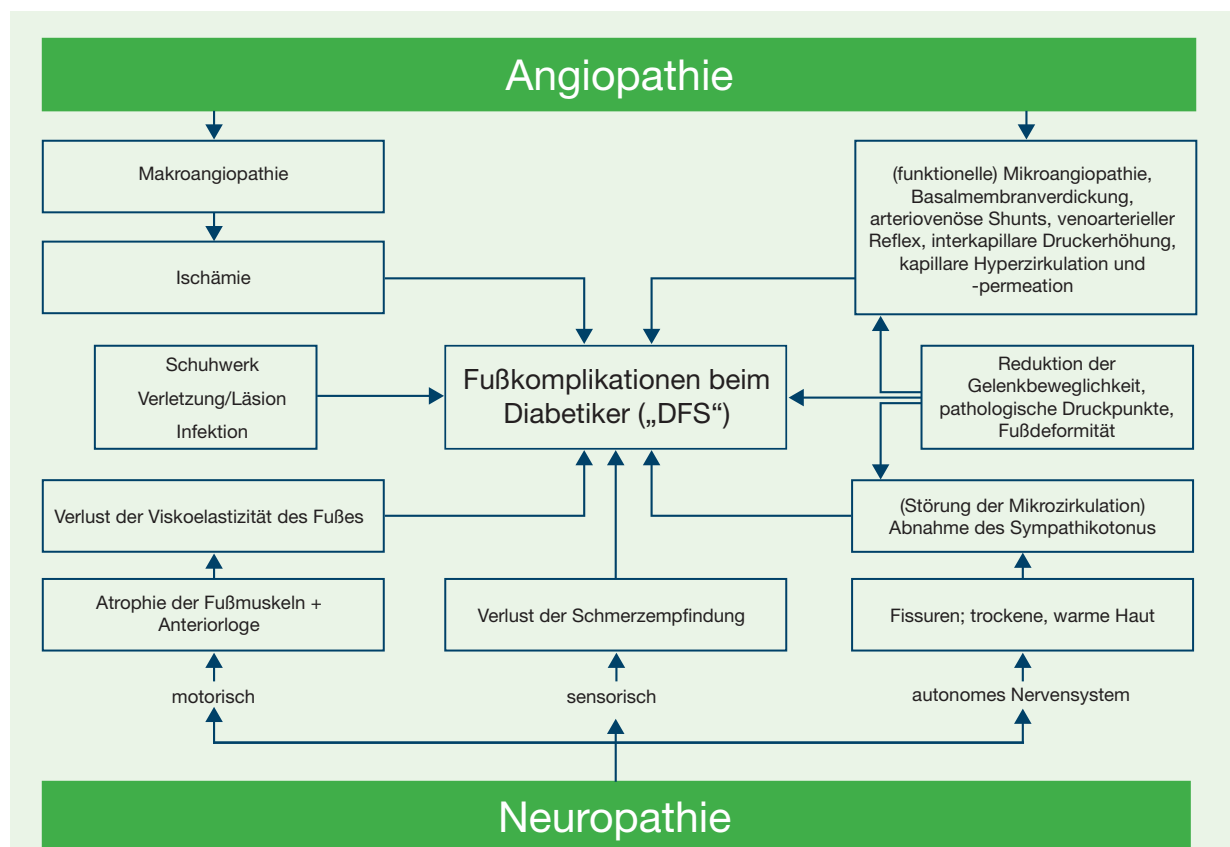 Angiopathie
Makroangiopathie
(funktionelle) Mikroangiopathie,
Basalmembranverdickung,
arteriovenöse Shunts, venoarterieller
Reflex, interkapillare Druckerhöhung,
kapillare Hyperzirkulation und
-permeation
Ischämie
Schuhwerk
Verletzung/Läsion
Infektion
Fußkomplikationen beim
Diabetiker („DFS“)
Reduktion der
Gelenkbeweglichkeit,
pathologische Druckpunkte,
Fußdeformität
Verlust der Viskoelastizität des Fußes
(Störung der Mikrozirkulation)
Abnahme des Sympathikotonus
Atrophie der Fußmuskeln +
Anteriorloge
Verlust der Schmerzempfindung
Fissuren; trockene, warme Haut
motorisch
sensorisch
autonomes Nervensystem
Neuropathie